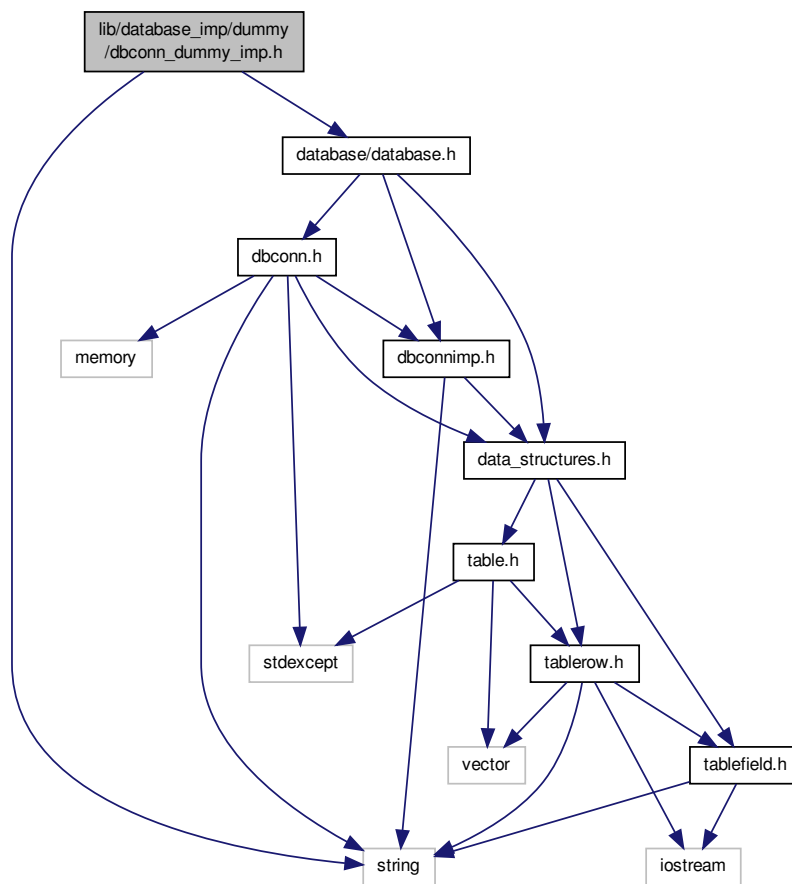 lib/database_imp/dummy
/dbconn_dummy_imp.h
database/database.h
dbconn.h
memory
dbconnimp.h
data_structures.h
table.h
stdexcept
tablerow.h
vector
tablefield.h
string
iostream